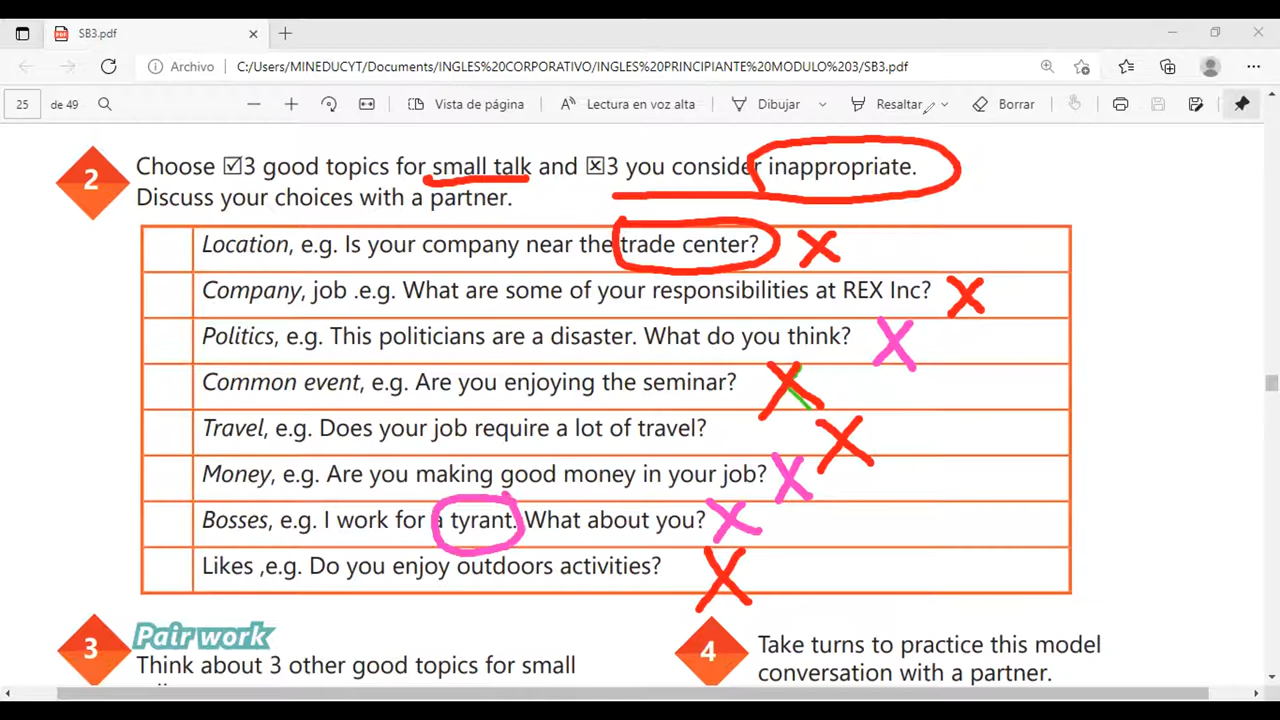 SB3.pdf
Archivo C:/Users/MINEDUCYT/Documents/INGLES%20CORPORATIVO/INGLES%20PRINCIPIANTE%20MODULO%203/SB3.pdf
25 de 49 Vista de página Lectura en voz alta Dibujar Resaltar Borrar
2 Choose ☑3 good topics for small talk and ☒3 you consider inappropriate.
Discuss your choices with a partner.
Location, e.g. Is your company near the trade center?
Company, job .e.g. What are some of your responsibilities at REX Inc?
Politics, e.g. This politicians are a disaster. What do you think?
Common event, e.g. Are you enjoying the seminar?
Travel, e.g. Does your job require a lot of travel?
Money, e.g. Are you making good money in your job?
Bosses, e.g. I work for a tyrant. What about you?
Likes ,e.g. Do you enjoy outdoors activities?
3 Pair work
Think about 3 other good topics for small
4 Take turns to practice this model
conversation with a partner.